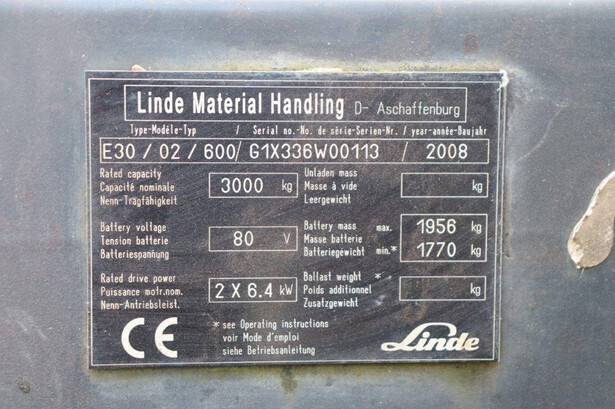 Linde Material Handling D- Aschaffenburg
Type-Modéle-Typ / Serial no.-No. de série-Serien-Nr. / year-année-Baujahr
E30 / 02 / 600/ G1X336W00113 / 2008
Rated capacity
Capacité nominale 3000 kg
Nenn-Trägfähigkeit
Unladen mass
Masse à vide kg
Leergewicht
Battery voltage
Tension batterie 80 V
Batteriespannung
Battery mass max. 1956 kg
Masse batterie
Batteriegewicht min.* 1770 kg
Rated drive power
Puissance motr.nom. 2 X 6.4 kW
Nenn-Antriebsleist.
Ballast weight *
Poids additionnel kg
Zusatzgewicht
CE
* see Operating instructions
voir Mode d'emploi
siehe Betriebsanleitung
Linde